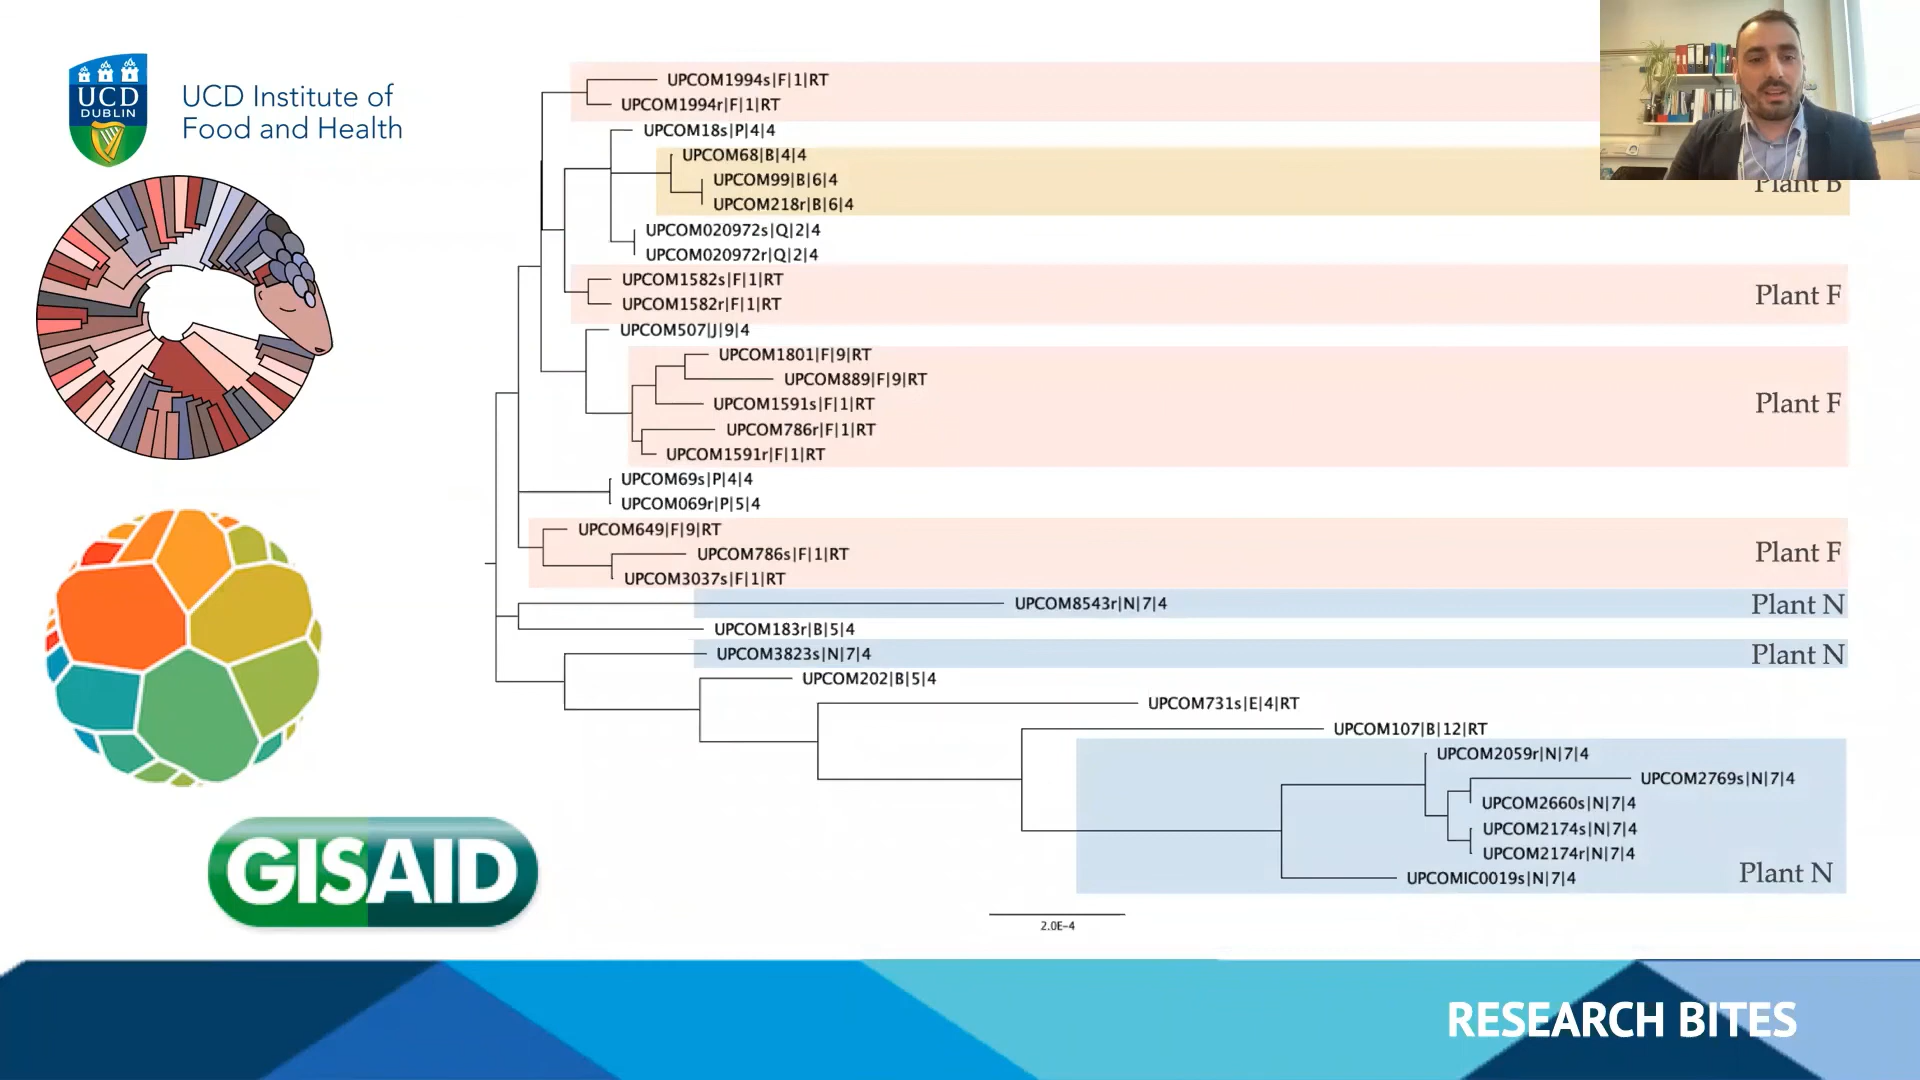 UCD
DUBLIN
UCD Institute of
Food and Health
UPCOM1994s|F|1|RT
UPCOM1994r|F|1|RT
UPCOM18s|P|4|4
UPCOM68|B|4|4
UPCOM99|B|6|4
Plant B
UPCOM218r|B|6|4
UPCOM020972s|Q|2|4
UPCOM020972r|Q|2|4
UPCOM1582s|F|1|RT
Plant F
UPCOM1582r|F|1|RT
UPCOM507|J|9|4
UPCOM1801|F|9|RT
UPCOM889|F|9|RT
UPCOM1591s|F|1|RT
Plant F
UPCOM786r|F|1|RT
UPCOM1591r|F|1|RT
UPCOM69s|P|4|4
UPCOM069r|P|5|4
UPCOM649|F|9|RT
UPCOM786s|F|1|RT
Plant F
UPCOM3037s|F|1|RT
UPCOM8543r|N|7|4
Plant N
UPCOM183r|B|5|4
UPCOM3823s|N|7|4
Plant N
UPCOM202|B|5|4
UPCOM731s|E|4|RT
UPCOM107|B|12|RT
UPCOM2059r|N|7|4
UPCOM2769s|N|7|4
UPCOM2660s|N|7|4
UPCOM2174s|N|7|4
UPCOM2174r|N|7|4
UPCOMIC0019s|N|7|4
Plant N
2.0E-4
GISAID
RESEARCH BITES